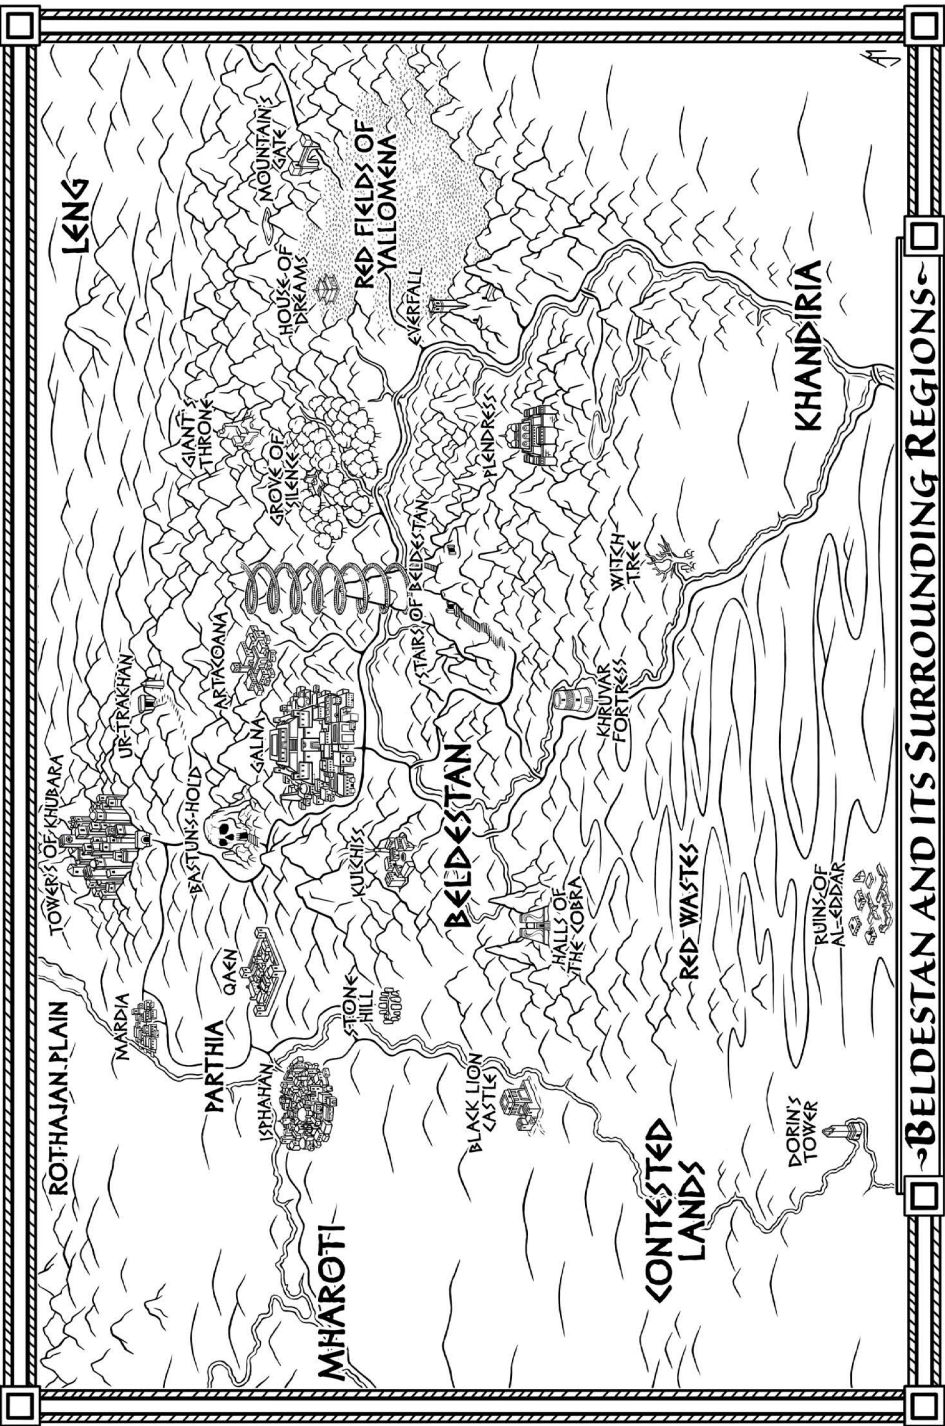 ROTHAJAN PLAIN
TOWERS OF KHUBARA
LENG
MARDIA
UR-TRAKHAN
BASTUN'S HOLD
ARTAKOANA
GIANT'S
THRONE
MOUNTAIN'S
GATE
PARTHIA
QAEN
GALNA
GROVE OF
SILENCE
HOUSE OF
DREAMS
ISPHAHAN
RED FIELDS OF
YALLOMENA
MHAROTI
STONE
HILL
KULCHISS
STAIRS OF BELDESTAN
EVERFALL
BELDESTAN
BLACK LION
CASTLE
PLENDRESS
HALLS OF
THE COBRA
KHRUVAR
FORTRESS
WITCH
TREE
CONTESTED
LANDS
RED WASTES
KHANDIRIA
DORIN'S
TOWER
RUINS OF
AL-EDDAR
~BELDESTAN AND ITS SURROUNDING REGIONS~